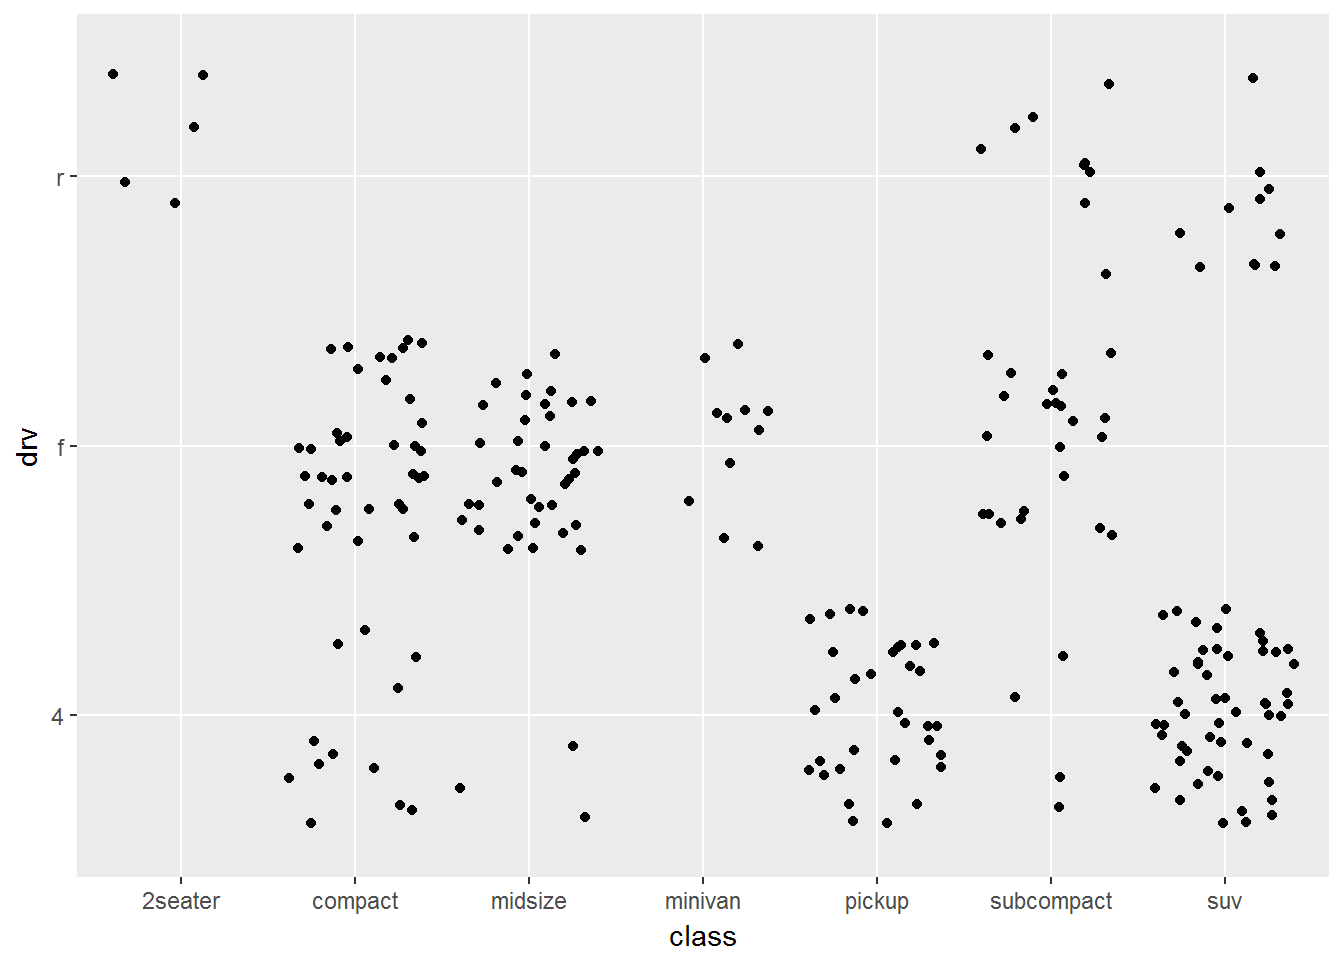 drv
r
f
4
2seater compact midsize minivan pickup subcompact suv
class